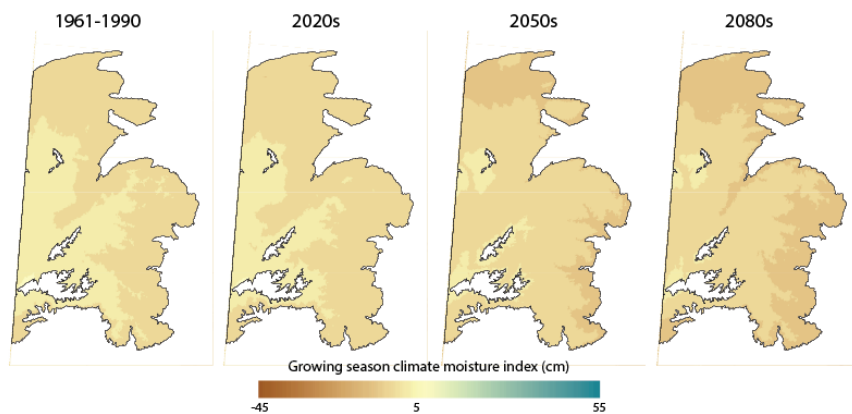 1961-1990 2020s 2050s 2080s
Growing season climate moisture index (cm)
-45 5 55